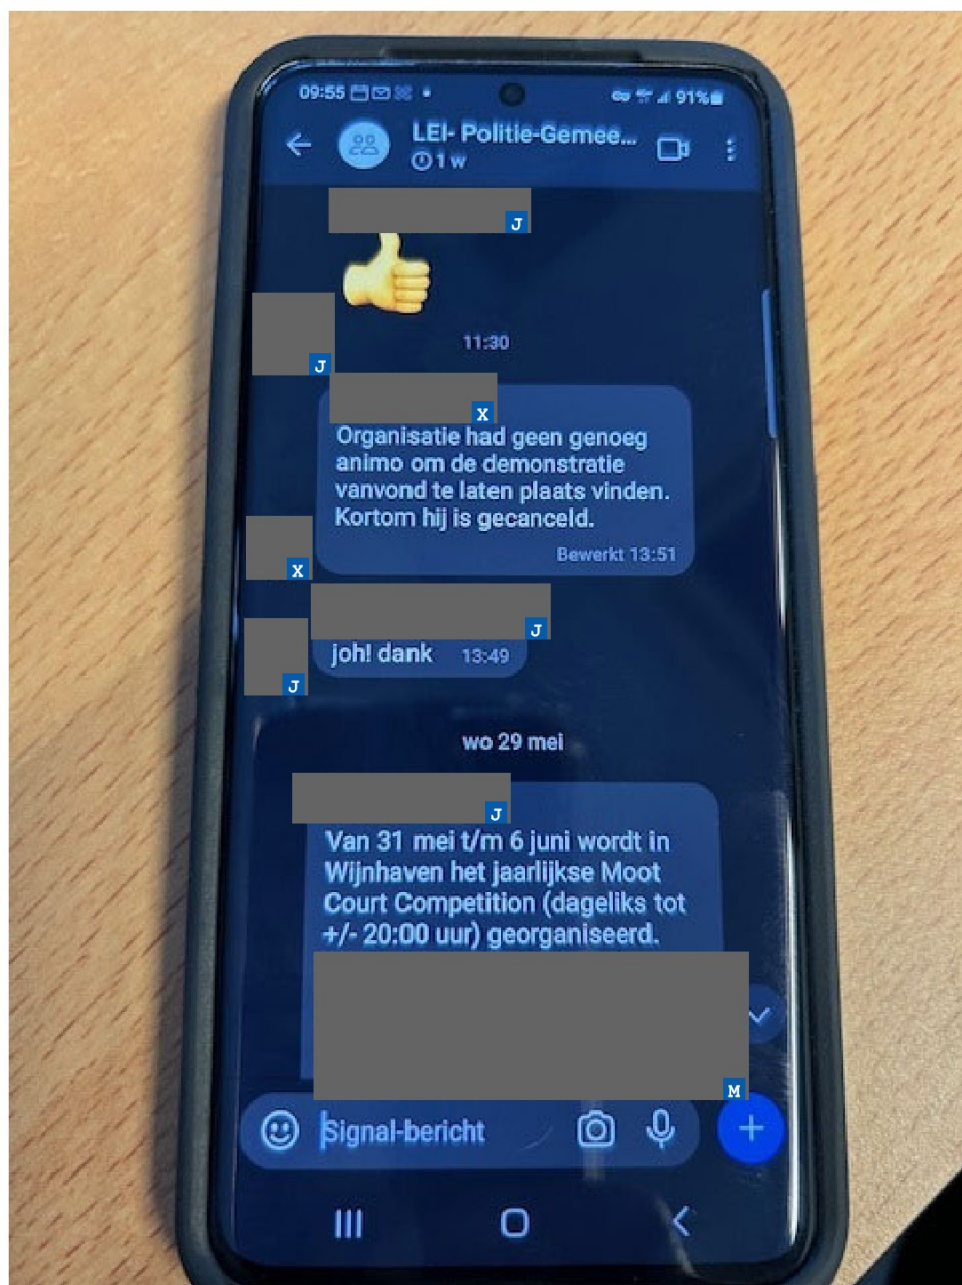 09:55 91%
LEI- Politie-Gemee...
1 w
J
11:30
J
X
Organisatie had geen genoeg
animo om de demonstratie
vanvond te laten plaats vinden.
Kortom hij is gecanceld.
Bewerkt 13:51
X
J
joh! dank 13:49
J
wo 29 mei
J
Van 31 mei t/m 6 juni wordt in
Wijnhaven het jaarlijkse Moot
Court Competition (dageliks tot
+/- 20:00 uur) georganiseerd.
M
Signal-bericht